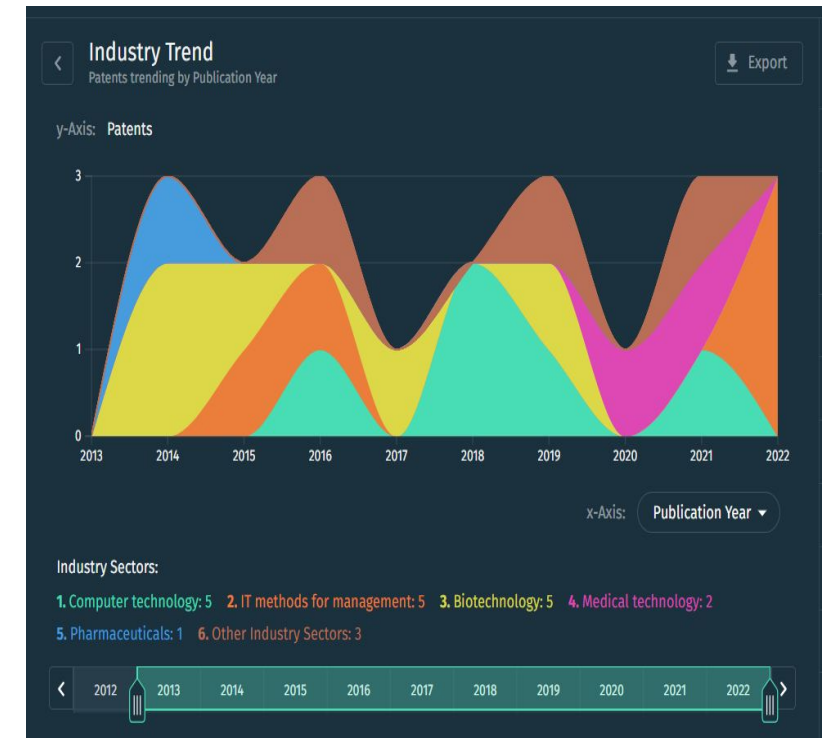 Industry Trend
Patents trending by Publication Year
Export
y-Axis: Patents
3
2
1
0
2013 2014 2015 2016 2017 2018 2019 2020 2021 2022
x-Axis: Publication Year
Industry Sectors:
1. Computer technology: 5 2. IT methods for management: 5 3. Biotechnology: 5 4. Medical technology: 2
5. Pharmaceuticals: 1 6. Other Industry Sectors: 3
2012 2013 2014 2015 2016 2017 2018 2019 2020 2021 2022